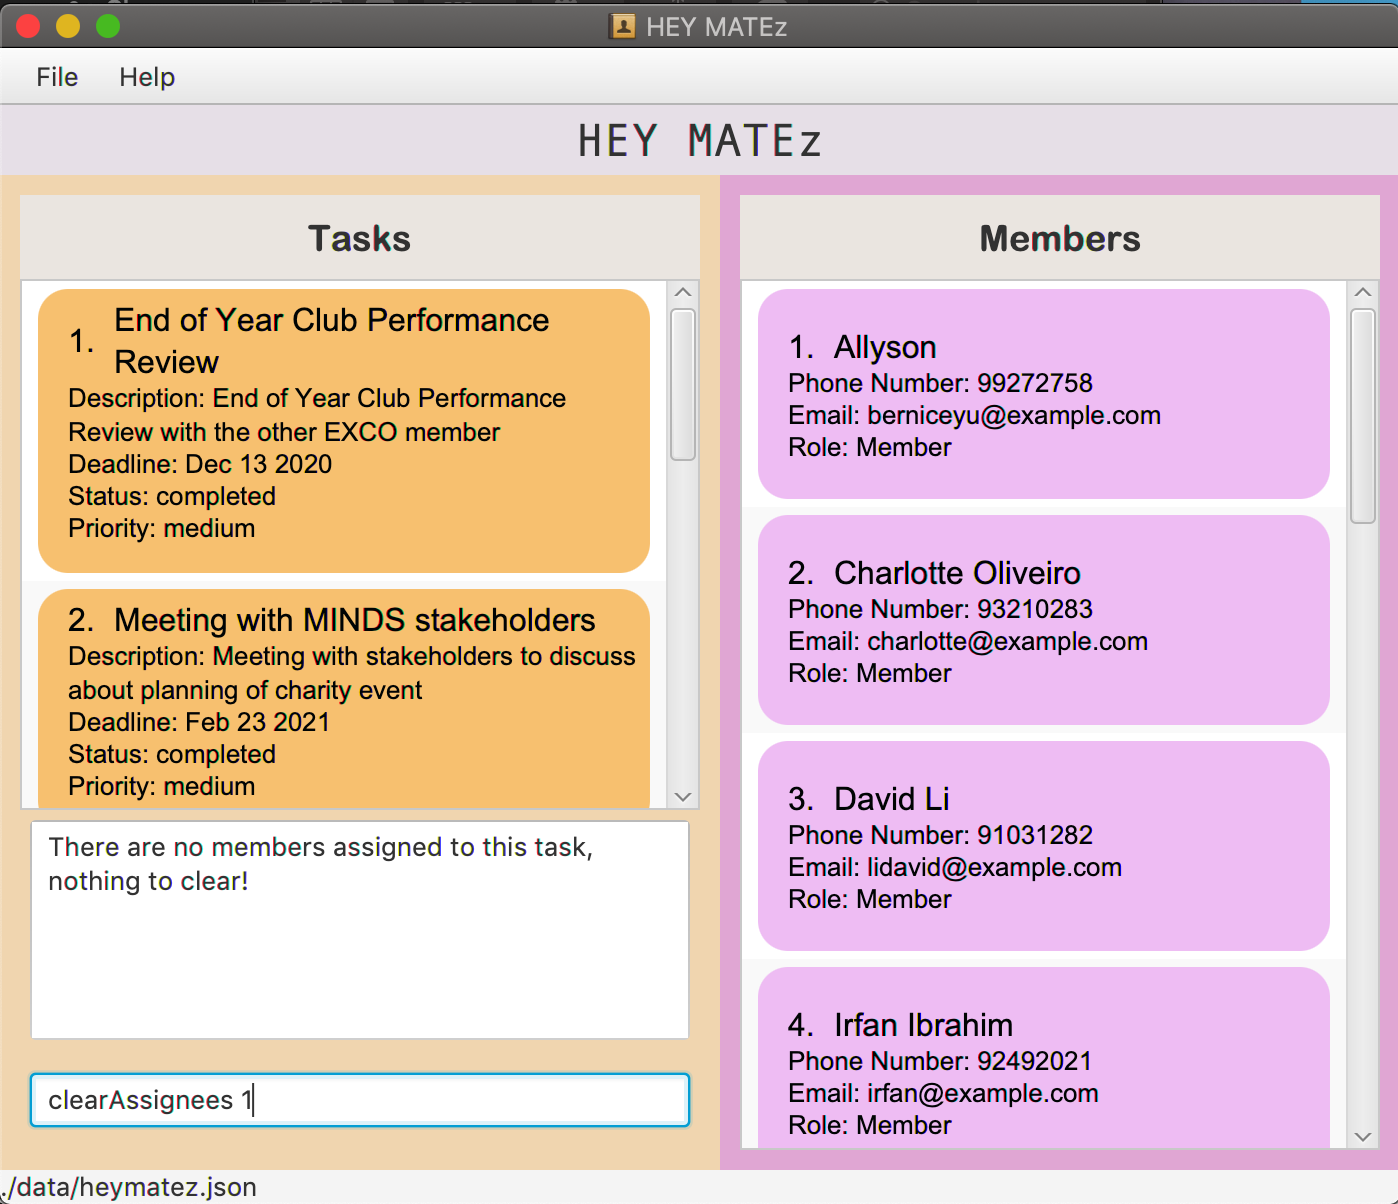 HEY MATEz
File Help
HEY MATEz
Tasks
1. End of Year Club Performance
Review
Description: End of Year Club Performance
Review with the other EXCO member
Deadline: Dec 13 2020
Status: completed
Priority: medium
2. Meeting with MINDS stakeholders
Description: Meeting with stakeholders to discuss
about planning of charity event
Deadline: Feb 23 2021
Status: completed
Priority: medium
There are no members assigned to this task,
nothing to clear!
clearAssignees 1
Members
1. Allyson
Phone Number: 99272758
Email: berniceyu@example.com
Role: Member
2. Charlotte Oliveiro
Phone Number: 93210283
Email: charlotte@example.com
Role: Member
3. David Li
Phone Number: 91031282
Email: lidavid@example.com
Role: Member
4. Irfan Ibrahim
Phone Number: 92492021
Email: irfan@example.com
Role: Member
./data/heymatez.json